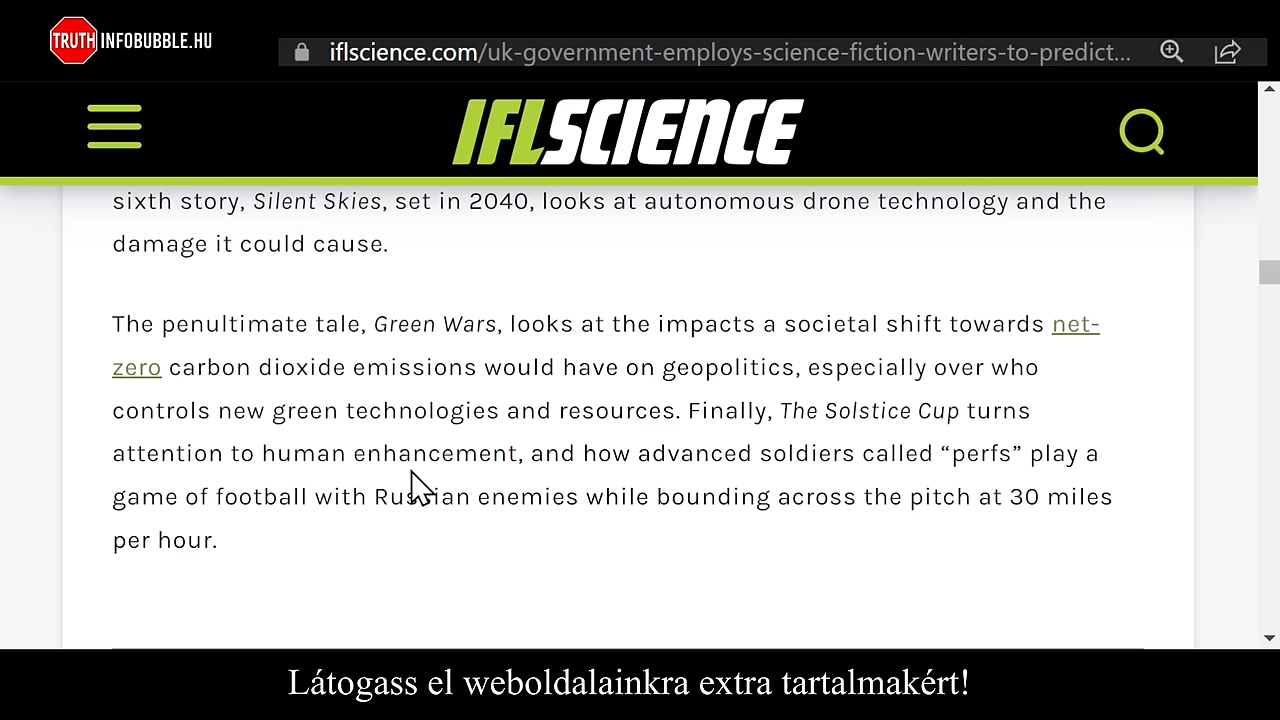 TRUTH INFOBUBBLE.HU
iflscience.com/uk-government-employs-science-fiction-writers-to-predict...
IFLSCIENCE
sixth story, Silent Skies, set in 2040, looks at autonomous drone technology and the
damage it could cause.
The penultimate tale, Green Wars, looks at the impacts a societal shift towards net-
zero carbon dioxide emissions would have on geopolitics, especially over who
controls new green technologies and resources. Finally, The Solstice Cup turns
attention to human enhancement, and how advanced soldiers called “perfs” play a
game of football with Russian enemies while bounding across the pitch at 30 miles
per hour.
Látogass el weboldalainkra extra tartalmakért!